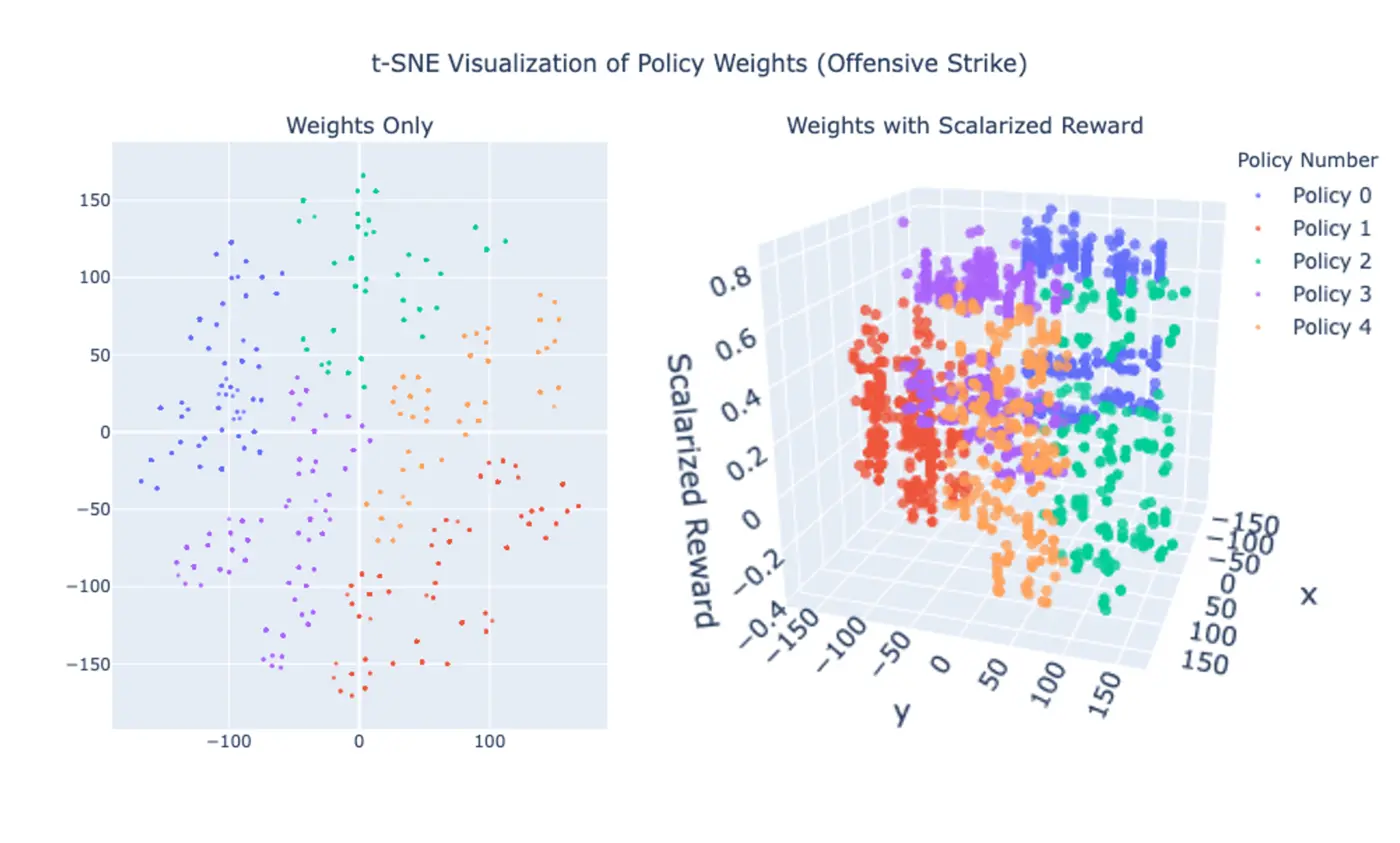 t-SNE Visualization of Policy Weights (Offensive Strike)
Weights Only
Weights with Scalarized Reward
Policy Number
Policy 0
Policy 1
Policy 2
Policy 3
Policy 4
150
100
50
0
−50
−100
−150
−100
0
100
Scalarized Reward
0.8
0.6
0.4
0.2
0
−0.2
−0.4
−150
−100
−50
0
50
100
150
y
−150
−100
−50
0
50
100
150
x